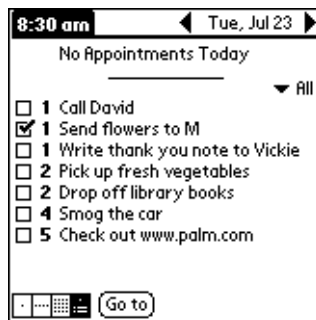 8:30 am Tue, Jul 23
No Appointments Today
All
1 Call David
1 Send flowers to M
1 Write thank you note to Vickie
2 Pick up fresh vegetables
2 Drop off library books
4 Smog the car
5 Check out www.palm.com
Go to